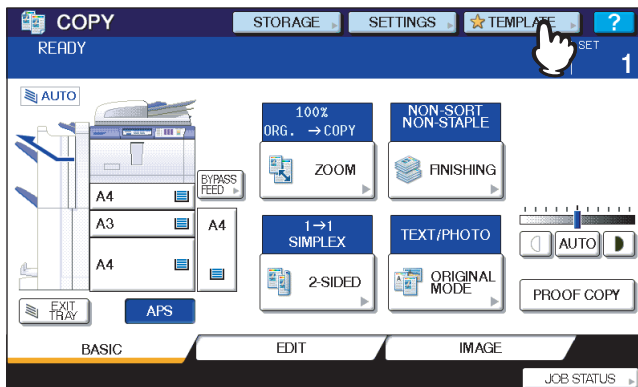 COPY
STORAGE
SETTINGS
TEMPLATE
?
READY
SET
1
AUTO
100%
ORG. →COPY
ZOOM
NON-SORT
NON-STAPLE
FINISHING
BYPASS
FEED
A4
A3
A4
A4
1→1
SIMPLEX
2-SIDED
TEXT/PHOTO
ORIGINAL
MODE
AUTO
PROOF COPY
EXIT
TRAY
APS
BASIC
EDIT
IMAGE
JOB STATUS